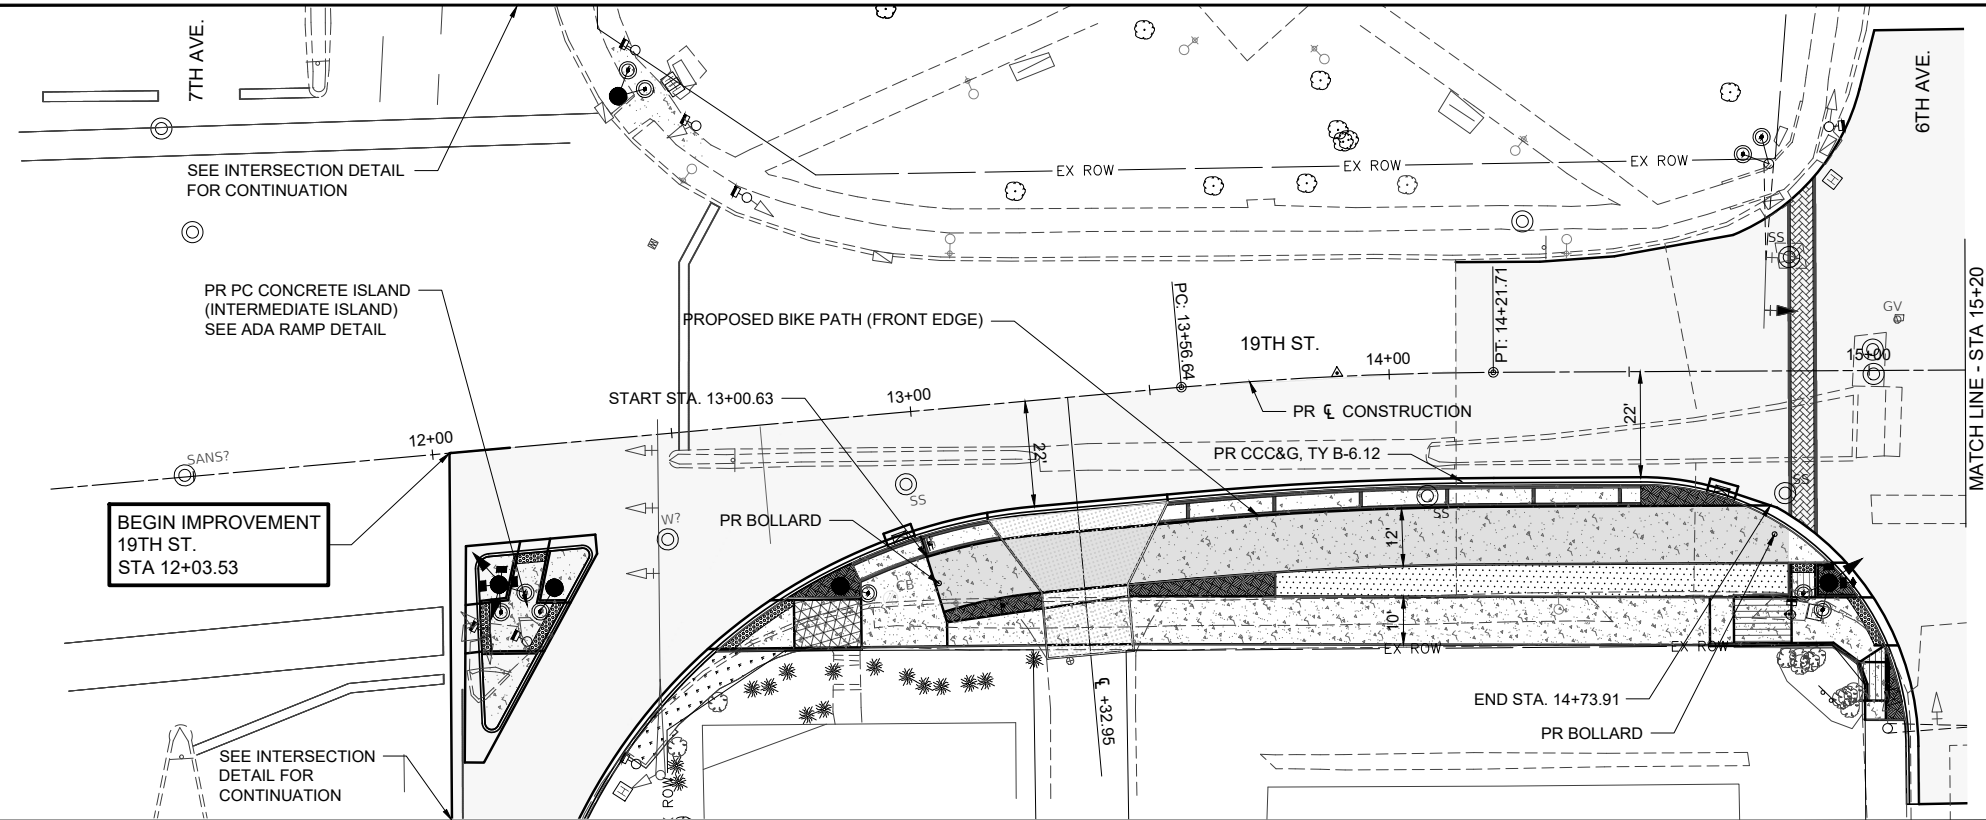 7TH AVE.
6TH AVE.
SEE INTERSECTION DETAIL
FOR CONTINUATION
EX ROW
EX ROW
EX ROW
SS
PR PC CONCRETE ISLAND
(INTERMEDIATE ISLAND)
SEE ADA RAMP DETAIL
PROPOSED BIKE PATH (FRONT EDGE)
PC: 13+56.64
PT: 14+21.71
19TH ST.
14+00
15+00
GV
MATCH LINE - STA 15+20
START STA. 13+00.63
13+00
PR ℄ CONSTRUCTION
12+00
22'
22'
SANS?
PR CCC&G, TY B-6.12
SS
SS
SS
BEGIN IMPROVEMENT
19TH ST.
STA 12+03.53
W?
PR BOLLARD
12'
CB
10'
EX ROW
EX ROW
℄ +32.95
END STA. 14+73.91
PR BOLLARD
SEE INTERSECTION
DETAIL FOR
CONTINUATION
ROW
H
H